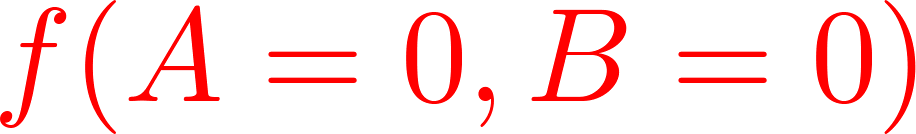 f(A = 0, B = 0)